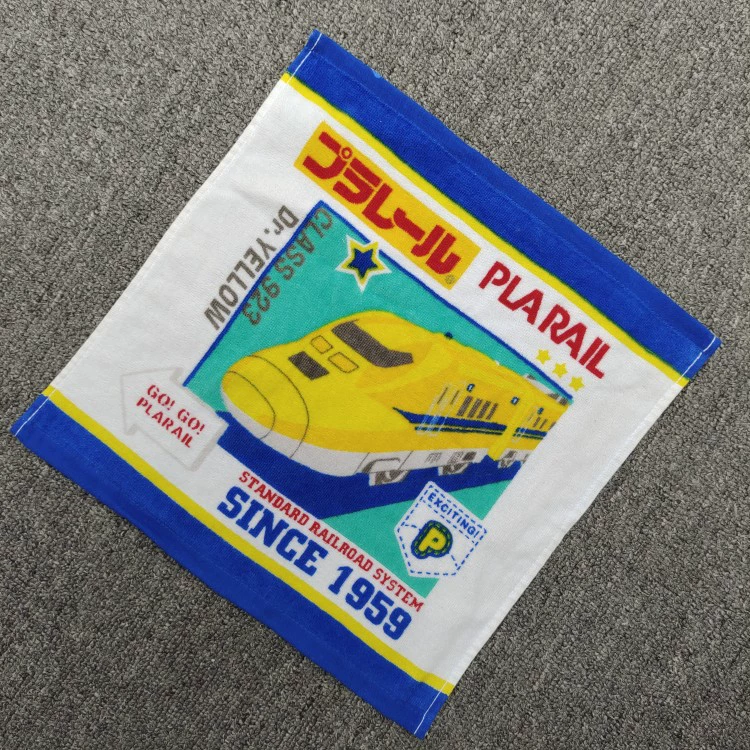 プラレール®
PLARAIL
CLASS 923
Dr.YELLOW
GO! GO!
PLARAIL
EXCITING!
P
STANDARD RAILROAD SYSTEM
SINCE 1959